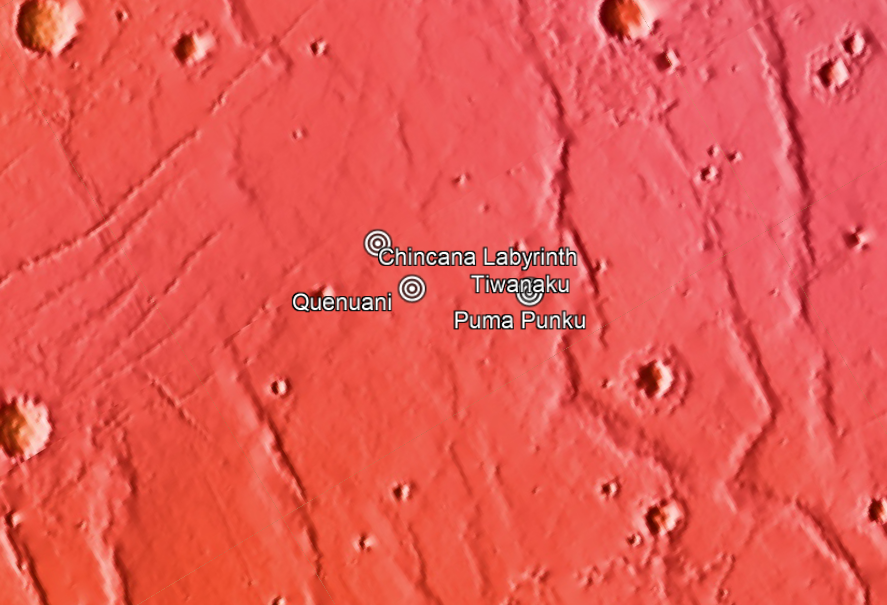 Chincana Labyrinth
Tiwanaku
Quenuani
Puma Punku